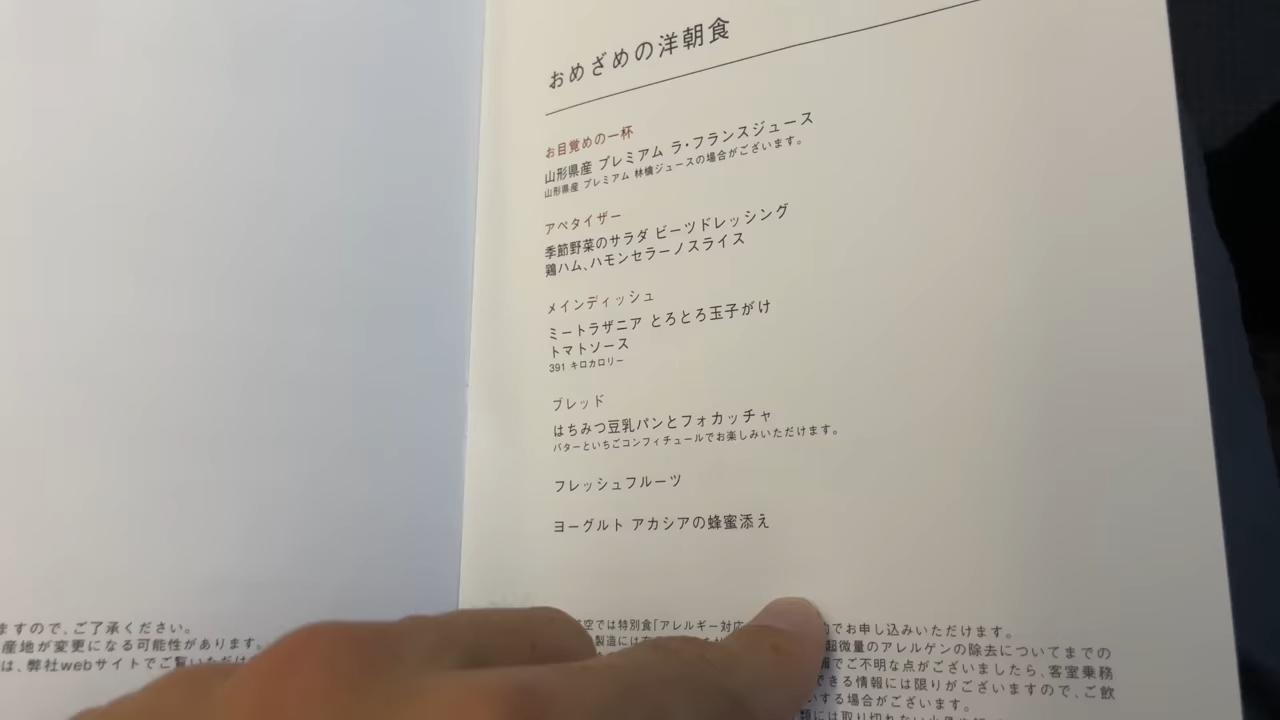 おめざめの洋朝食
お目覚めの一杯
山形県産 プレミアム ラ・フランスジュース
山形県産 プレミアム 林檎ジュースの場合がございます。
アペタイザー
季節野菜のサラダ ビーツドレッシング
鶏ハム、ハモンセラーノスライス
メインディッシュ
ミートラザニア とろとろ玉子がけ
トマトソース
391 キロカロリー
ブレッド
はちみつ豆乳パンとフォカッチャ
バターといちごコンフィチュールでお楽しみいただけます。
フレッシュフルーツ
ヨーグルト アカシアの蜂蜜添え
ますので、ご了承ください。
産地が変更になる可能性があります。
は、弊社webサイトでご覧いただけ
空では特別食「アレルギー対応 でお申し込みいただけます。
製造には 超微量のアレルゲンの除去についてまでの
でご不明な点がございましたら、客室乗務
できる情報には限りがございますので、ご飲
する場合がございます。
には取り切れない